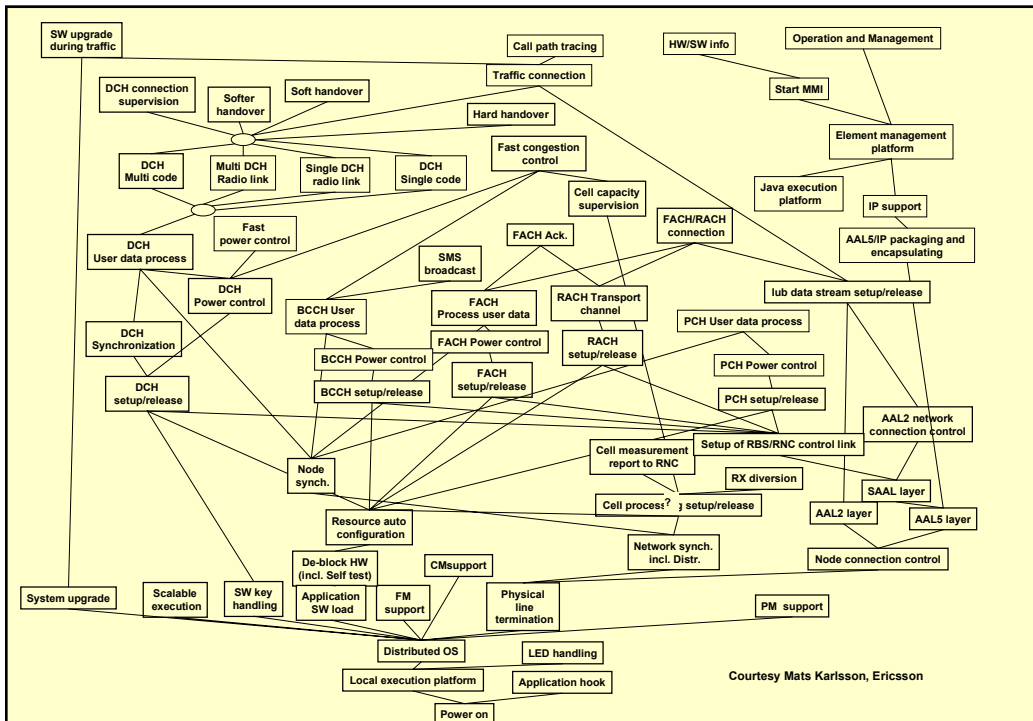 SW upgrade
during traffic
Call path tracing
HW/SW info
Operation and Management
Traffic connection
DCH connection
supervision
Softer
handover
Soft handover
Start MMI
Hard handover
Element management
platform
Fast congestion
control
DCH
Multi code
Multi DCH
Radio link
Single DCH
radio link
DCH
Single code
Java execution
platform
Cell capacity
supervision
IP support
Fast
power control
FACH Ack.
FACH/RACH
connection
DCH
User data process
AAL5/IP packaging and
encapsulating
SMS
broadcast
DCH
Power control
BCCH User
data process
FACH
Process user data
RACH Transport
channel
Iub data stream setup/release
PCH User data process
DCH
Synchronization
BCCH Power control
FACH Power control
RACH
setup/release
PCH Power control
DCH
setup/release
BCCH setup/release
FACH
setup/release
PCH setup/release
AAL2 network
connection control
Setup of RBS/RNC control link
Cell measurement
report to RNC
Node
synch.
RX diversion
SAAL layer
Cell process
?
g setup/release
AAL2 layer
AAL5 layer
Resource auto
configuration
Network synch.
incl. Distr.
Node connection control
De-block HW
(incl. Self test)
CMsupport
System upgrade
Scalable
execution
SW key
handling
Application
SW load
FM
support
Physical
line
termination
PM support
Distributed OS
LED handling
Local execution platform
Application hook
Courtesy Mats Karlsson, Ericsson
Power on